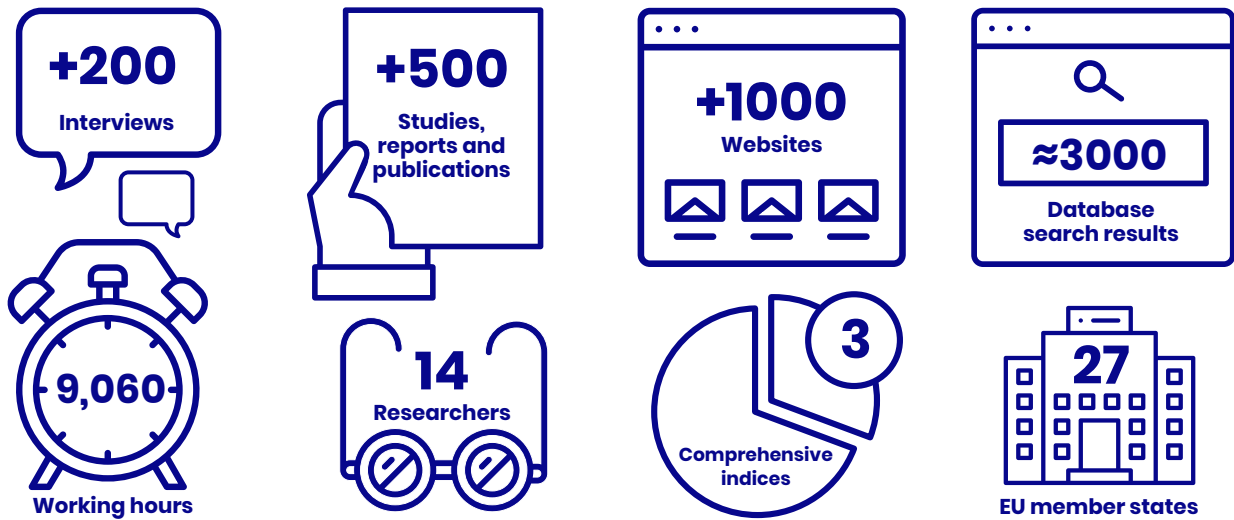 +200
Interviews
+500
Studies,
reports and
publications
+1000
Websites
≈3000
Database
search results
9,060
Working hours
14
Researchers
3
Comprehensive
indices
27
EU member states